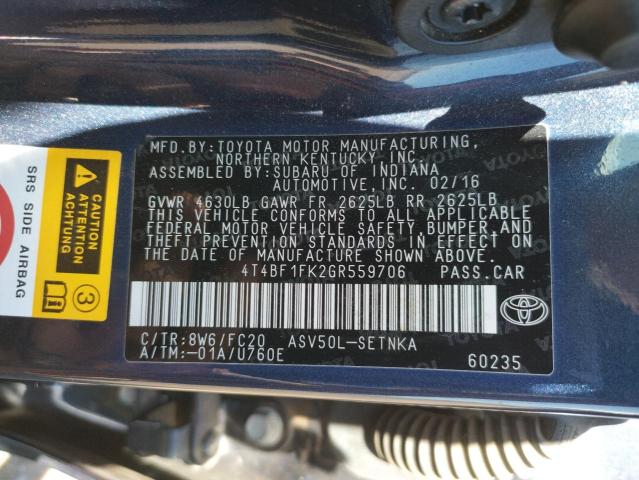 MFD.BY:TOYOTA MOTOR MANUFACTURING,
NORTHERN KENTUCKY, INC.
ASSEMBLED BY:SUBARU OF INDIANA
AUTOMOTIVE,INC. 02/16
GVWR 4630LB GAWR FR 2625LB RR 2625LB
THIS VEHICLE CONFORMS TO ALL APPLICABLE
FEDERAL MOTOR VEHICLE SAFETY,BUMPER,AND
THEFT PREVENTION STANDARDS IN EFFECT ON
THE DATE OF MANUFACTURE SHOWN ABOVE.
4T4BF1FK2GR559706 PASS.CAR
C/TR:8W6/FC20 ASV50L-SETNKA
A/TM:-01A/U760E
60235
TOYOTA
SRS SIDE AIRBAG
CAUTION
ATTENTION
ACHTUNG
3